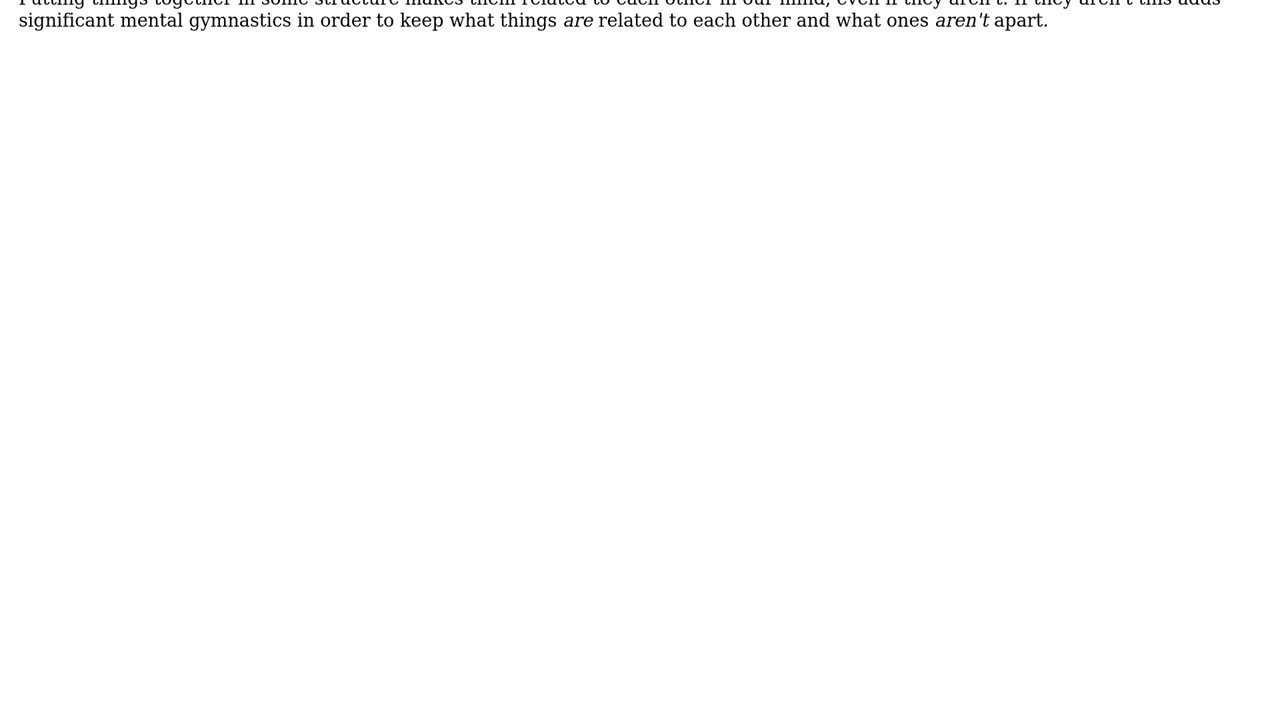 Putting things together in some structure makes them related to each other in our mind, even if they aren't. If they aren't this adds
significant mental gymnastics in order to keep what things are related to each other and what ones aren't apart.